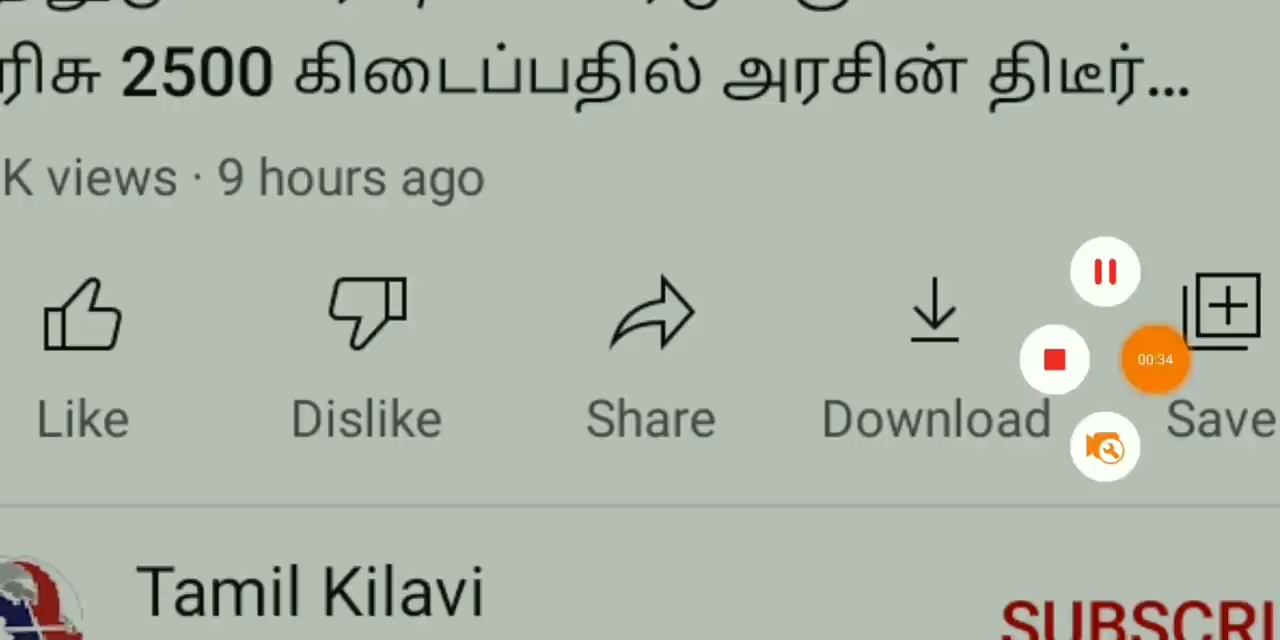 ரிசு 2500 கிடைப்பதில் அரசின் திடீர்...
K views · 9 hours ago
00:34
Like Dislike Share Download Save
Tamil Kilavi
SUBSCRI